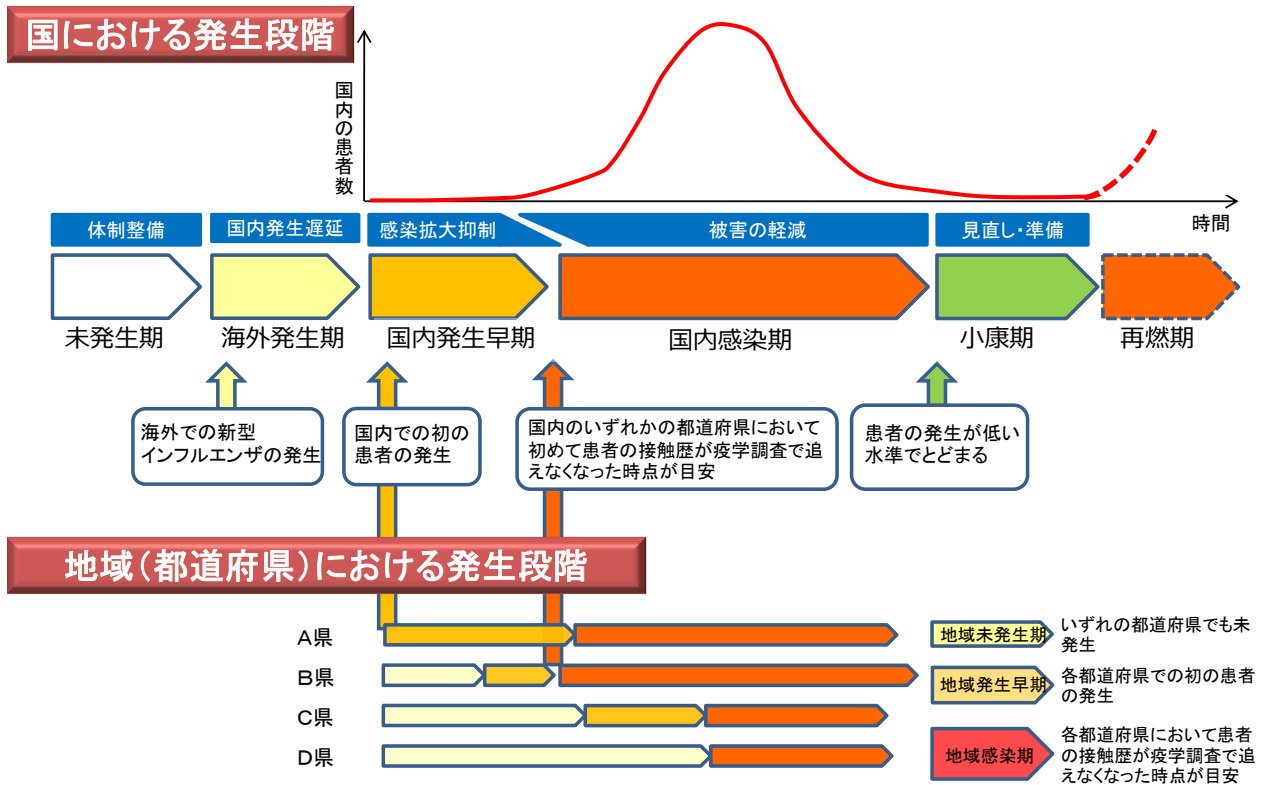 国における発生段階
国内の患者数
時間
体制整備
国内発生遅延
感染拡大抑制
被害の軽減
見直し・準備
未発生期
海外発生期
国内発生早期
国内感染期
小康期
再燃期
海外での新型
インフルエンザの発生
国内での初の
患者の発生
国内のいずれかの都道府県において
初めて患者の接触歴が疫学調査で追
えなくなった時点が目安
患者の発生が低い
水準でとどまる
地域(都道府県)における発生段階
A県
B県
C県
D県
地域未発生期
いずれの都道府県でも未
発生
地域発生早期
各都道府県での初の患者
の発生
地域感染期
各都道府県において患者
の接触歴が疫学調査で追
えなくなった時点が目安